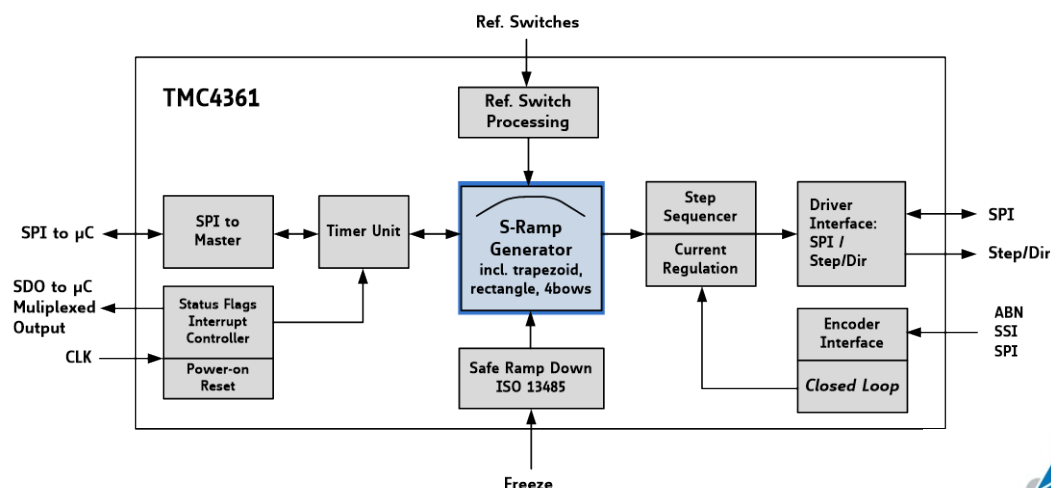 Ref. Switches
TMC4361
Ref. Switch
Processing
SPI to µC
SPI to
Master
Timer Unit
S-Ramp
Generator
incl. trapezoid,
rectangle, 4bows
Step
Sequencer
Current
Regulation
Driver
Interface:
SPI /
Step/Dir
SPI
Step/Dir
SDO to µC
Muliplexed
Output
CLK
Status Flags
Interrupt
Controller
Power-on
Reset
Safe Ramp Down
ISO 13485
Encoder
Interface
Closed Loop
ABN
SSI
SPI
Freeze